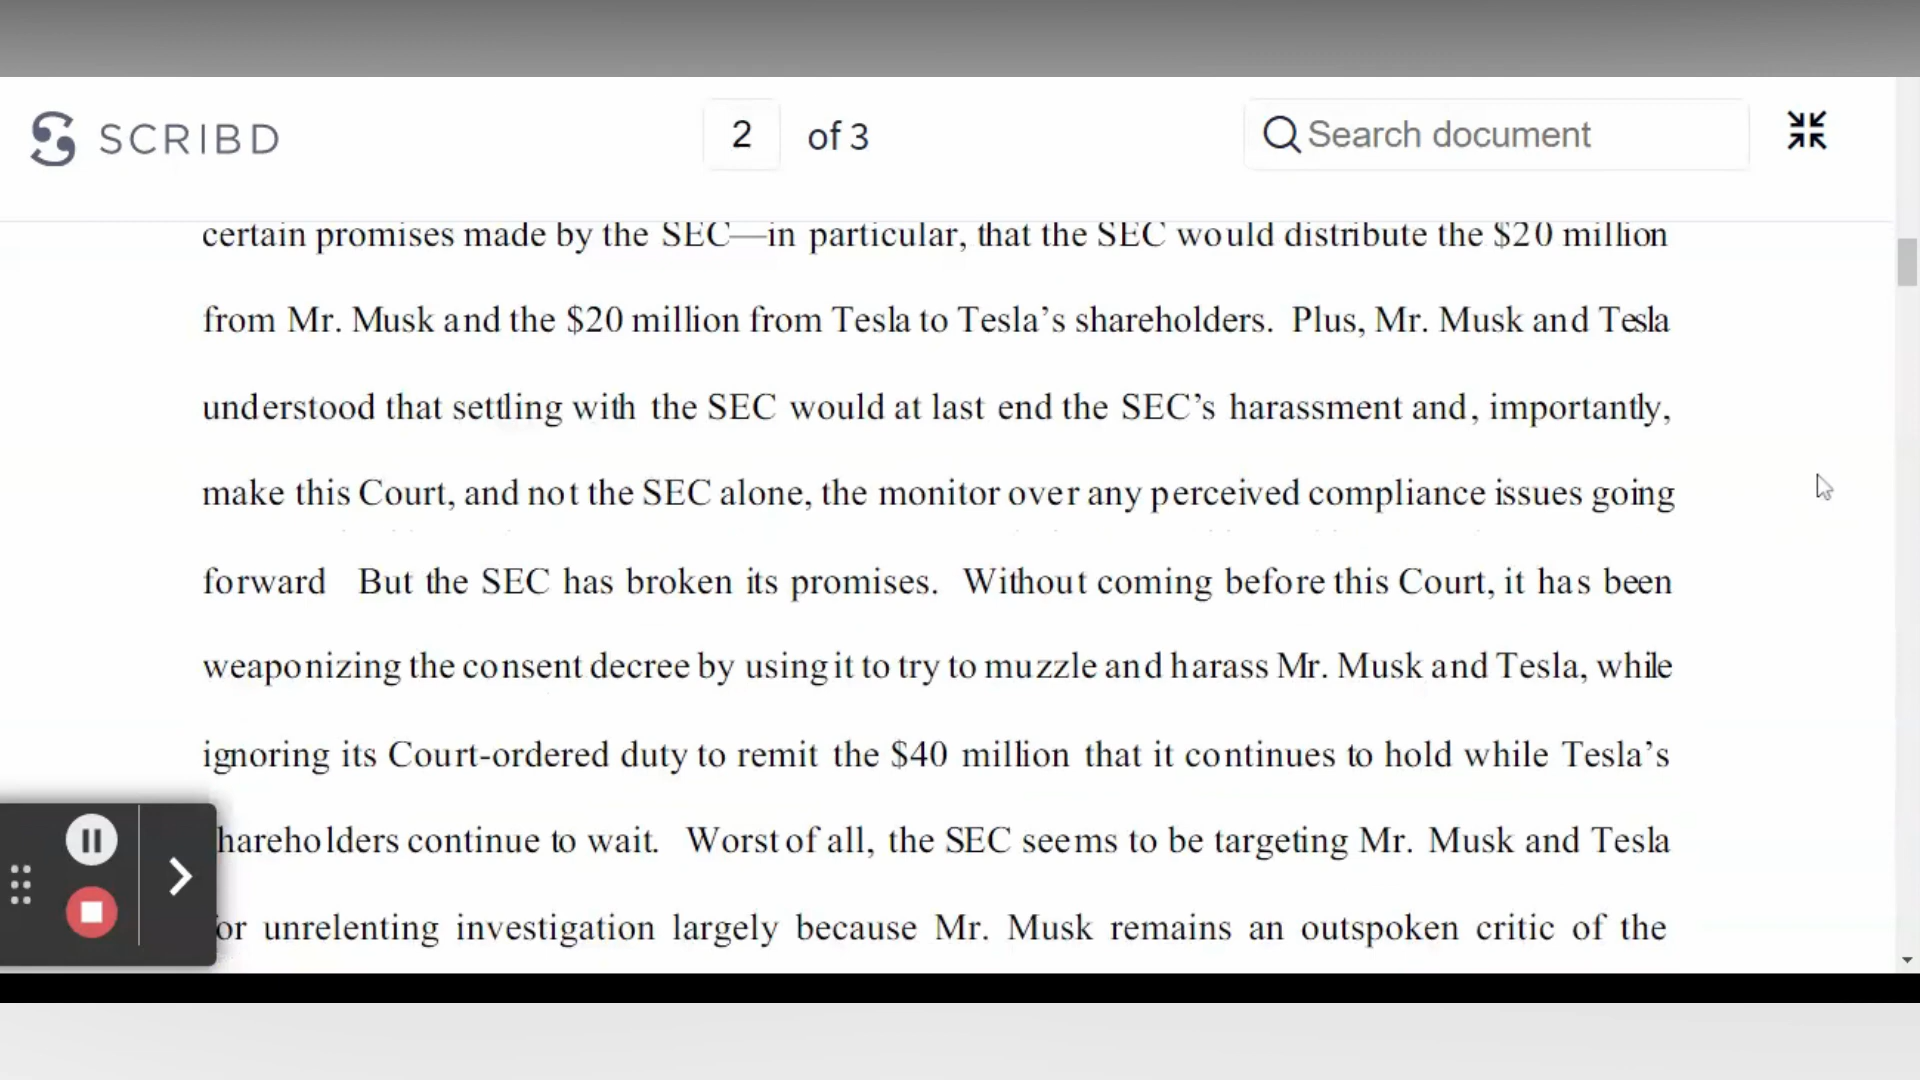 SCRIBD
2 of 3
Search document
certain promises made by the SEC—in particular, that the SEC would distribute the $20 million
from Mr. Musk and the $20 million from Tesla to Tesla’s shareholders. Plus, Mr. Musk and Tesla
understood that settling with the SEC would at last end the SEC’s harassment and, importantly,
make this Court, and not the SEC alone, the monitor over any perceived compliance issues going
forward But the SEC has broken its promises. Without coming before this Court, it has been
weaponizing the consent decree by using it to try to muzzle and harass Mr. Musk and Tesla, while
ignoring its Court-ordered duty to remit the $40 million that it continues to hold while Tesla’s
hareholders continue to wait. Worst of all, the SEC seems to be targeting Mr. Musk and Tesla
or unrelenting investigation largely because Mr. Musk remains an outspoken critic of the